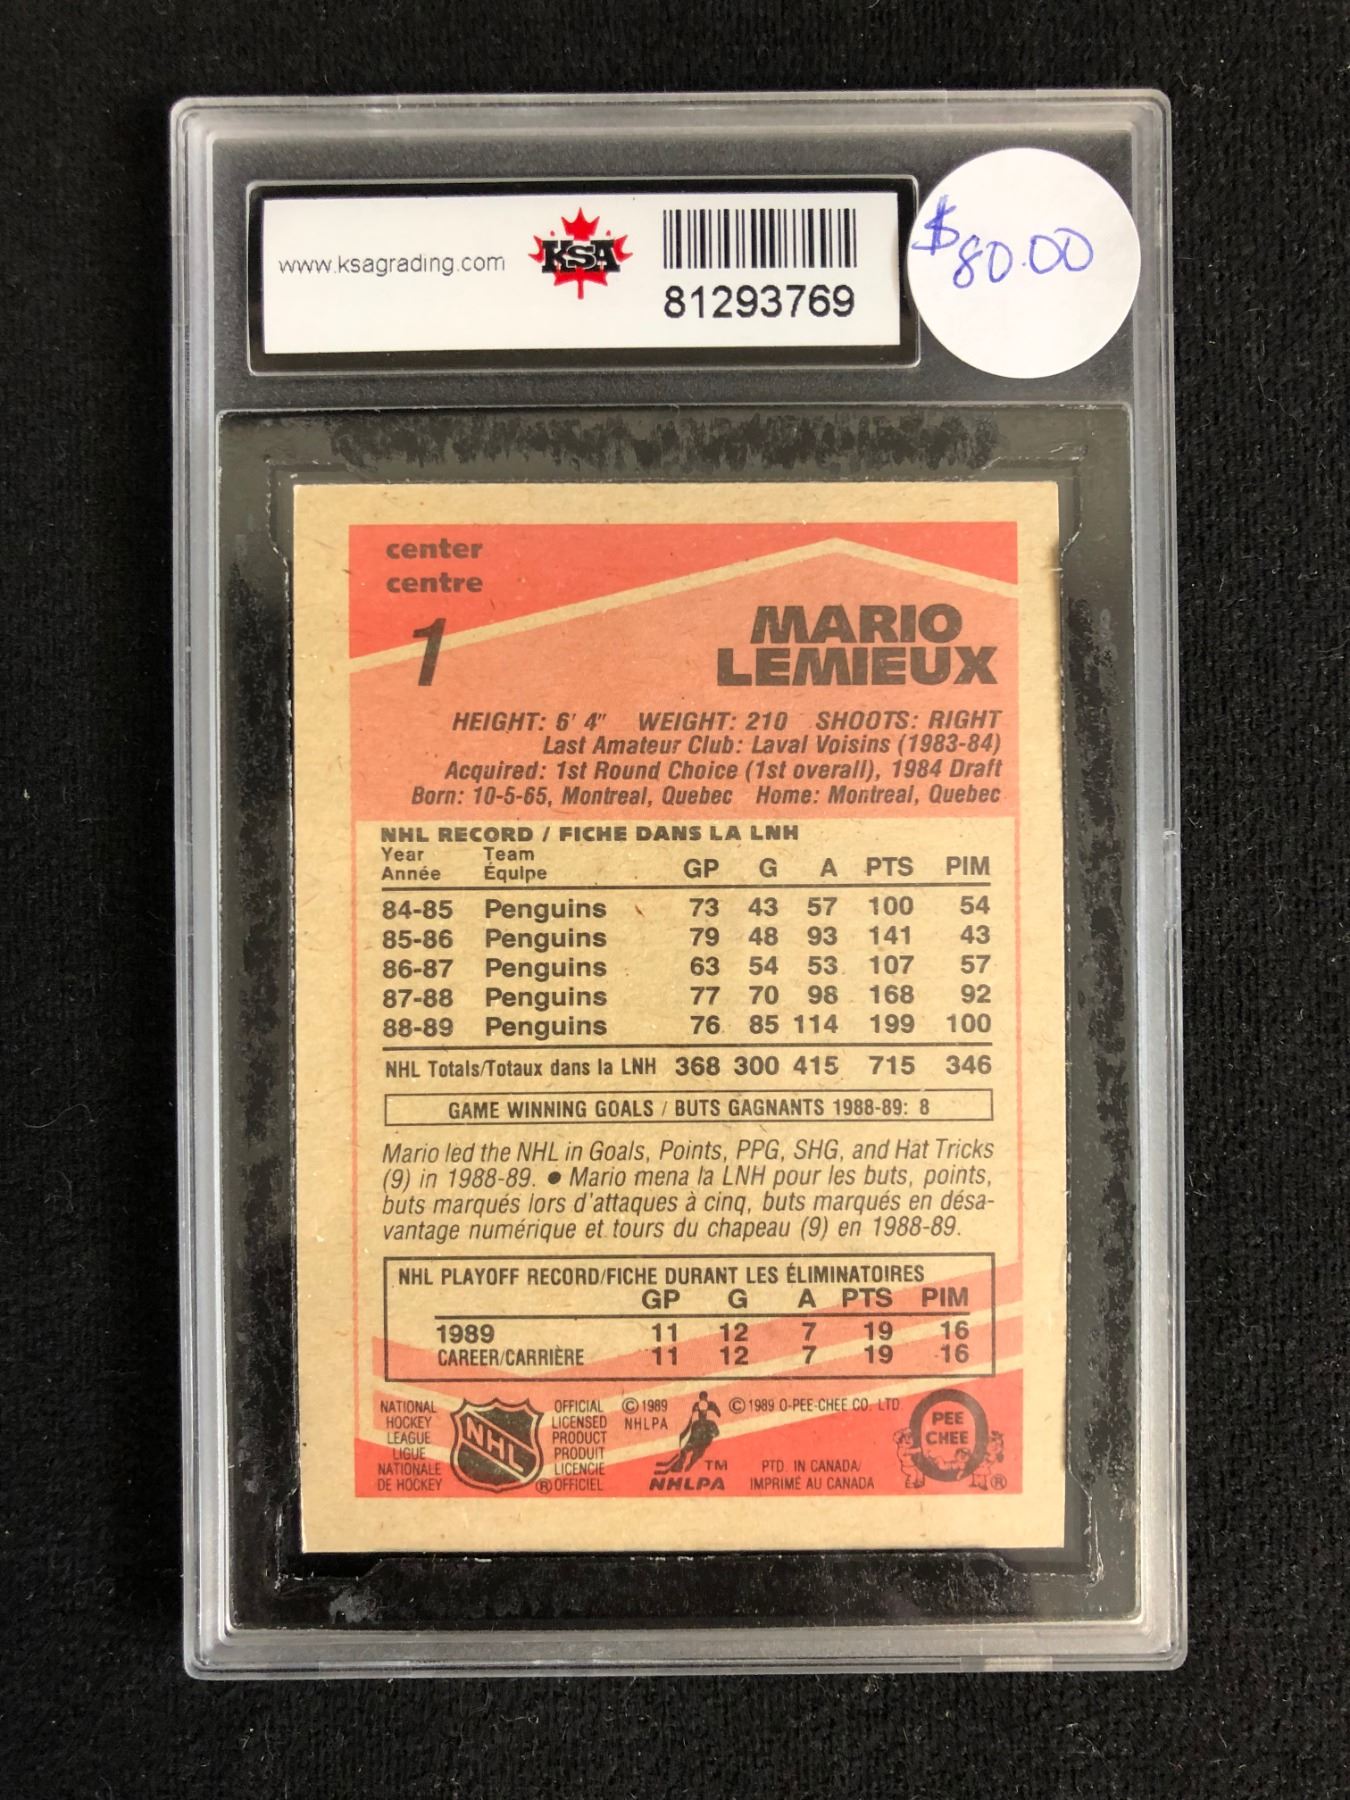 www.ksagrading.com
KSA
81293769
$80.00
center
centre
1
MARIO
LEMIEUX
HEIGHT: 6' 4" WEIGHT: 210 SHOOTS: RIGHT
Last Amateur Club: Laval Voisins (1983-84)
Acquired: 1st Round Choice (1st overall), 1984 Draft
Born: 10-5-65, Montreal, Quebec Home: Montreal, Quebec
NHL RECORD / FICHE DANS LA LNH
Year Team
Année Équipe GP G A PTS PIM
84-85 Penguins 73 43 57 100 54
85-86 Penguins 79 48 93 141 43
86-87 Penguins 63 54 53 107 57
87-88 Penguins 77 70 98 168 92
88-89 Penguins 76 85 114 199 100
NHL Totals/Totaux dans la LNH 368 300 415 715 346
GAME WINNING GOALS / BUTS GAGNANTS 1988-89: 8
Mario led the NHL in Goals, Points, PPG, SHG, and Hat Tricks
(9) in 1988-89. ● Mario mena la LNH pour les buts, points,
buts marqués lors d'attaques à cinq, buts marqués en désa-
vantage numérique et tours du chapeau (9) en 1988-89.
NHL PLAYOFF RECORD/FICHE DURANT LES ÉLIMINATOIRES
GP G A PTS PIM
1989 11 12 7 19 16
CAREER/CARRIÈRE 11 12 7 19 16
NATIONAL
HOCKEY
LEAGUE
LIGUE
NATIONALE
DE HOCKEY
NHL
®
OFFICIAL
LICENSED
PRODUCT
PRODUIT
LICENCIE
OFFICIEL
© 1989
NHLPA
TM
NHLPA
© 1989 O-PEE-CHEE CO. LTD.
PTD. IN CANADA/
IMPRIMÉ AU CANADA
O
PEE
CHEE
®